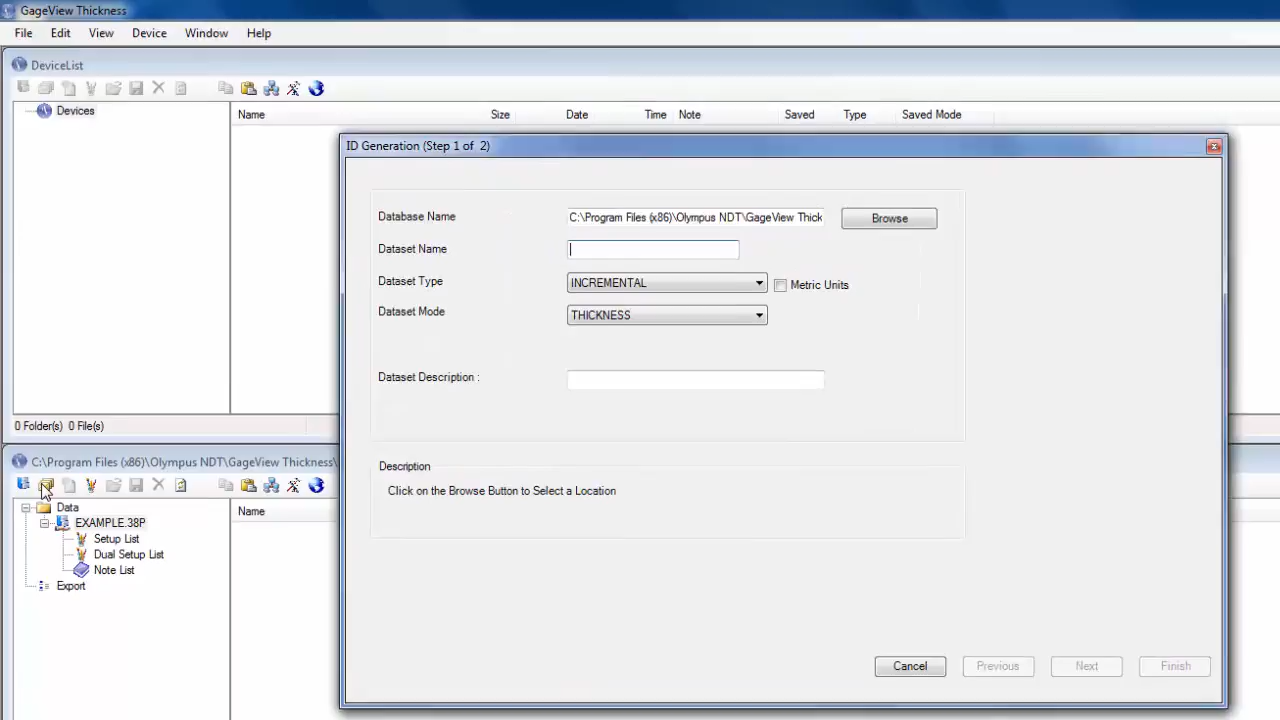 GageView Thickness
File Edit View Device Window Help
DeviceList
Devices
Name Size Date Time Note Saved Type Saved Mode
ID Generation (Step 1 of 2)
Database Name C:\Program Files (x86)\Olympus NDT\GageView Thick Browse
Dataset Name
Dataset Type INCREMENTAL Metric Units
Dataset Mode THICKNESS
Dataset Description :
Description
Click on the Browse Button to Select a Location
Cancel Previous Next Finish
0 Folder(s) 0 File(s)
C:\Program Files (x86)\Olympus NDT\GageView Thickness\
Data
EXAMPLE.38P
Setup List
Dual Setup List
Note List
Export
Name